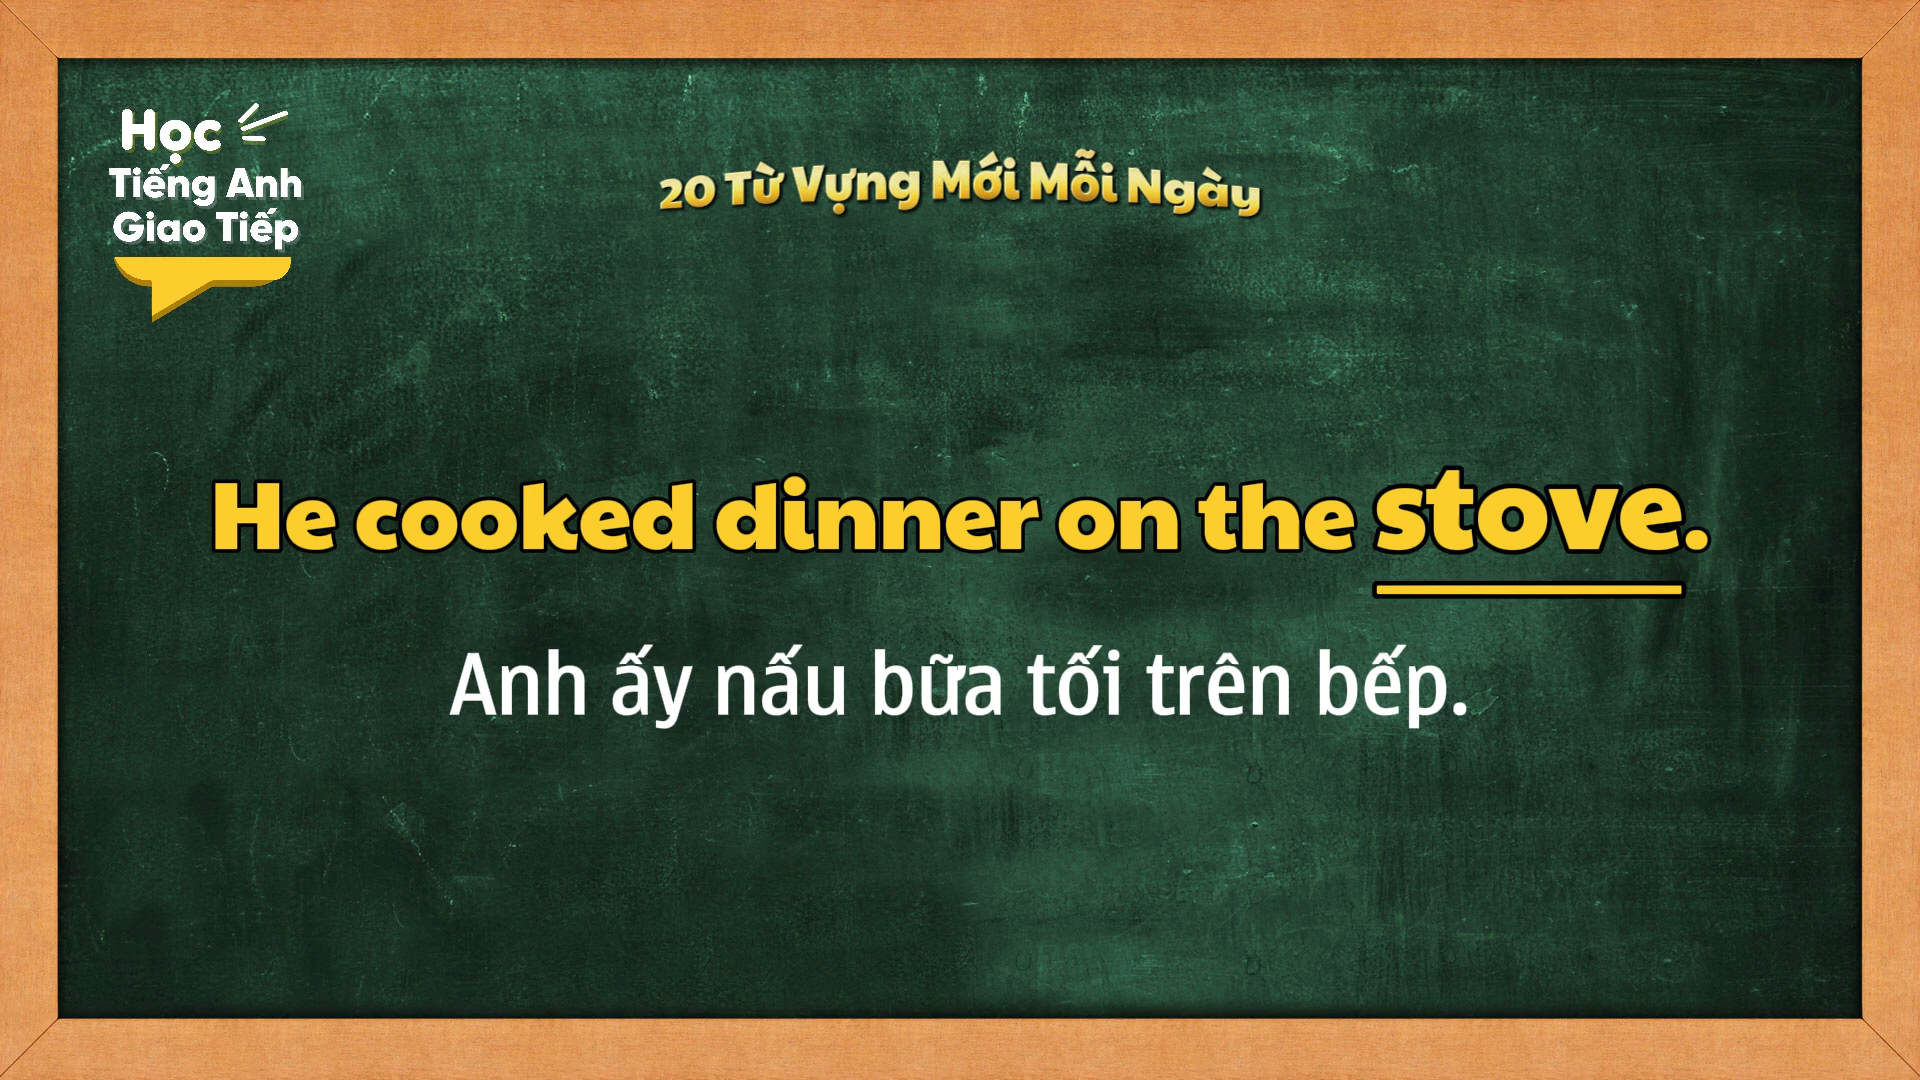 Học
Tiếng Anh
Giao Tiếp
20 Từ Vựng Mới Mỗi Ngày
He cooked dinner on the stove.
Anh ấy nấu bữa tối trên bếp.